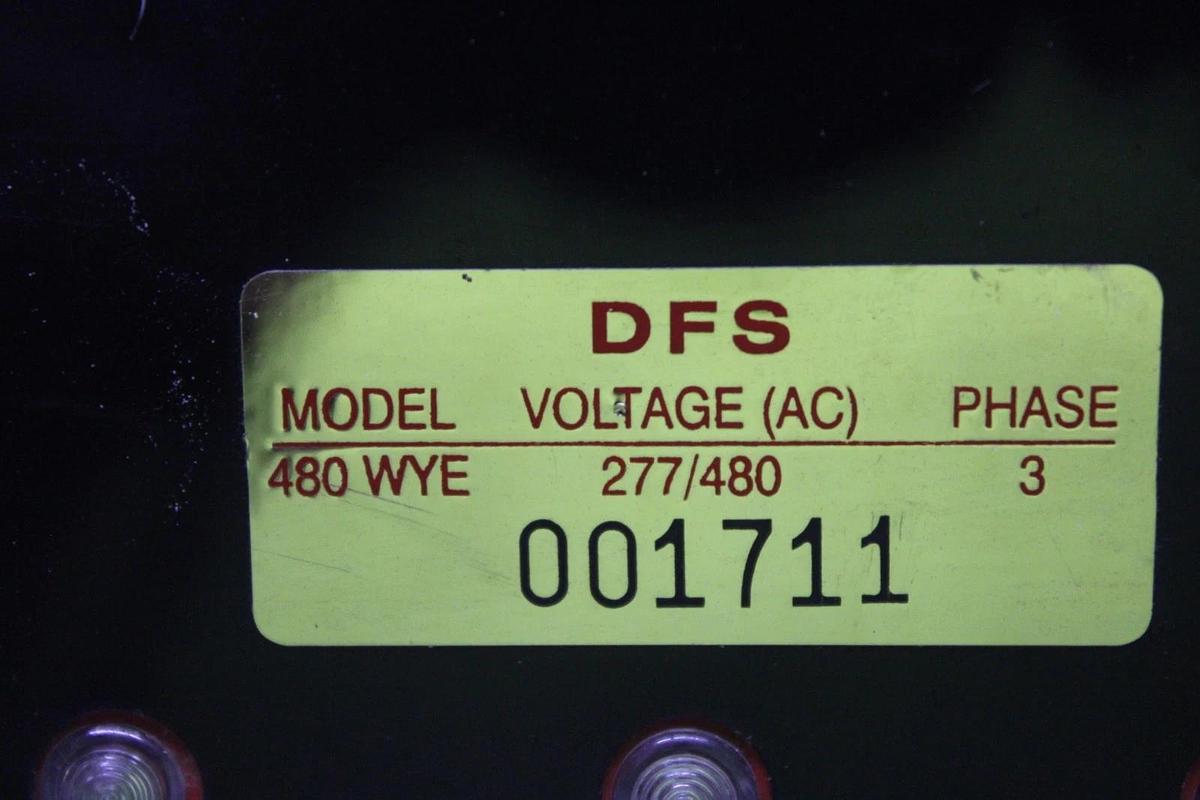 DFS
MODEL VOLTAGE (AC) PHASE
480 WYE 277/480 3
001711